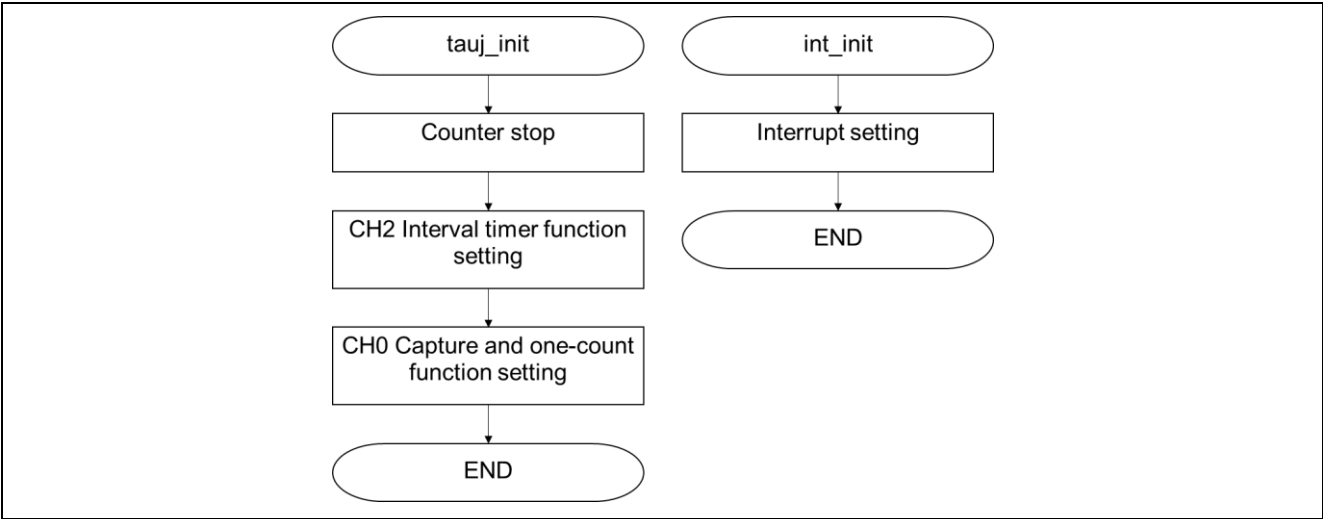 tauj_init
Counter stop
CH2 Interval timer function
setting
CH0 Capture and one-count
function setting
END
int_init
Interrupt setting
END